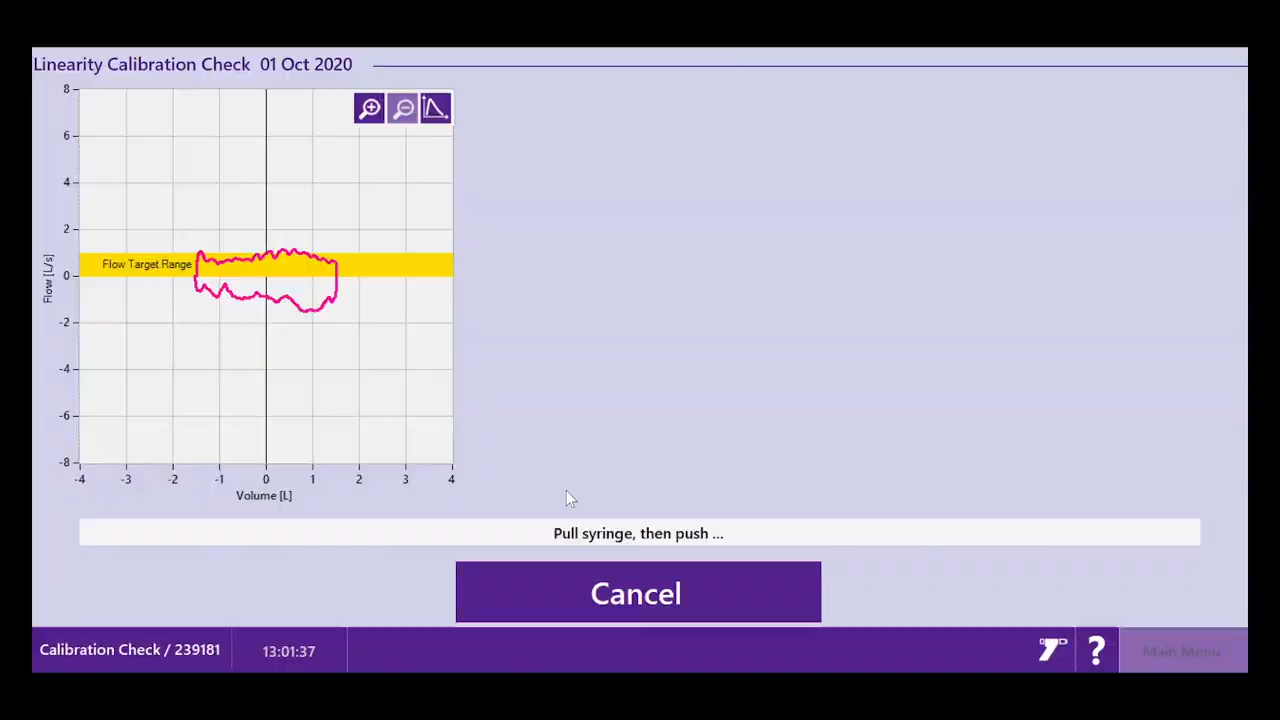 Linearity Calibration Check 01 Oct 2020
8
6
4
2
0
-2
-4
-6
-8
Flow [L/s]
Flow Target Range
-4 -3 -2 -1 0 1 2 3 4
Volume [L]
Pull syringe, then push ...
Cancel
Calibration Check / 239181
13:01:37
?
Main Menu